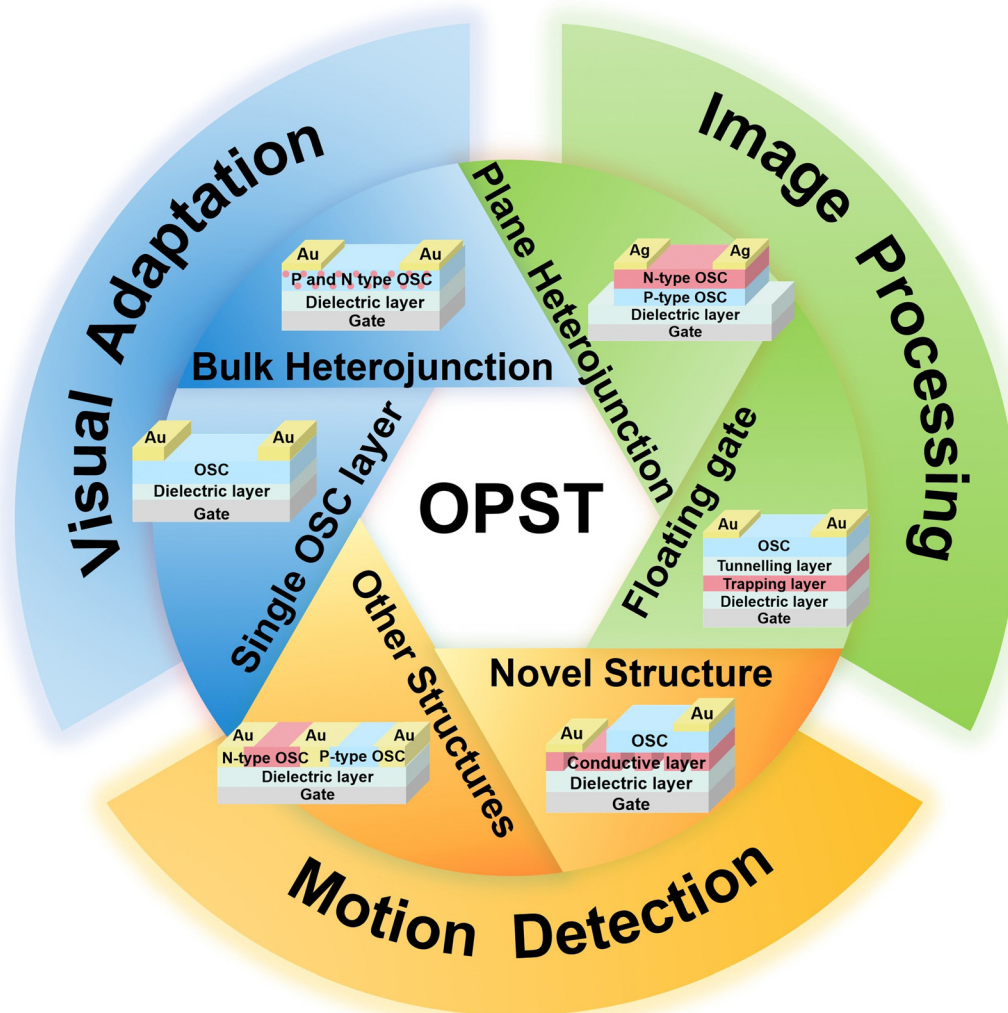 Visual Adaptation
Image Processing
Motion Detection
OPST
Bulk Heterojunction
Au
Au
P and N type OSC
Dielectric layer
Gate
Plane Heterojunction
Ag
Ag
N-type OSC
P-type OSC
Dielectric layer
Gate
Single OSC layer
Au
Au
OSC
Dielectric layer
Gate
Floating gate
Au
Au
OSC
Tunnelling layer
Trapping layer
Dielectric layer
Gate
Other Structures
Au
Au
Au
N-type OSC
P-type OSC
Dielectric layer
Gate
Novel Structure
Au
Au
OSC
Conductive layer
Dielectric layer
Gate